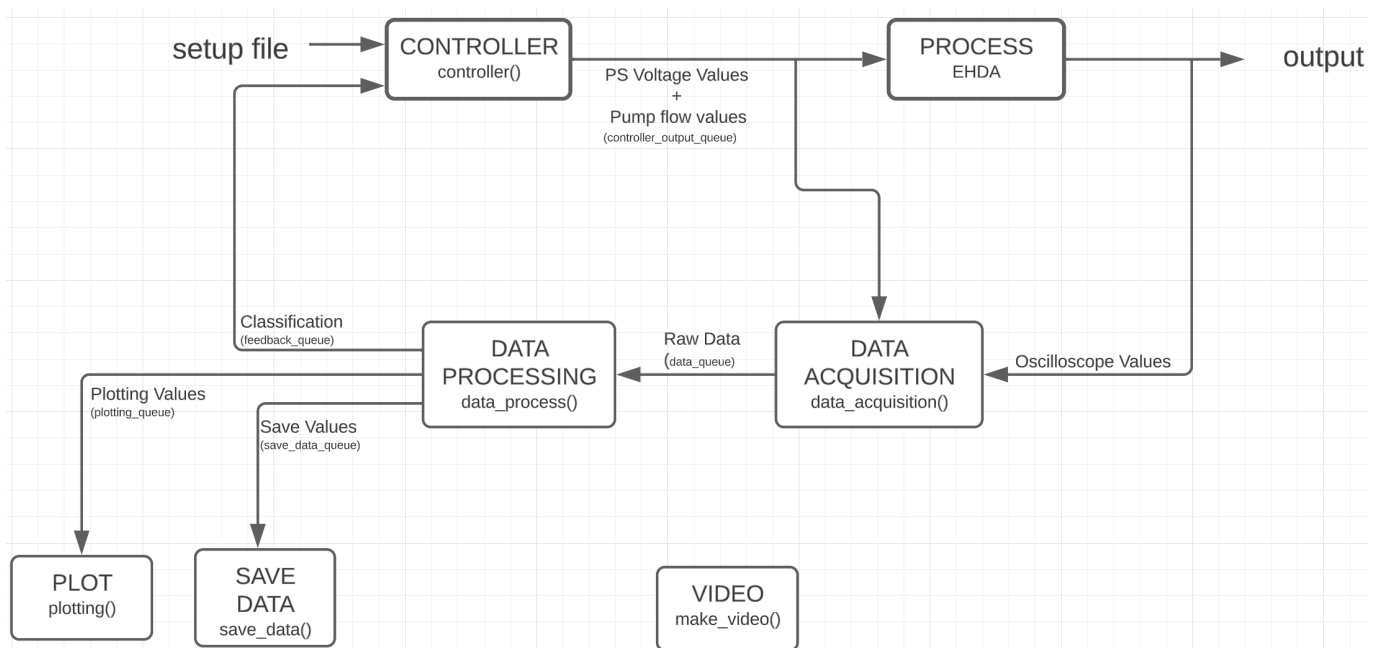 setup file
CONTROLLER
controller()
PS Voltage Values
+
Pump flow values
(controller_output_queue)
PROCESS
EHDA
output
Classification
(feedback_queue)
DATA
PROCESSING
data_process()
Raw Data
(data_queue)
DATA
ACQUISITION
data_acquisition()
Oscilloscope Values
Plotting Values
(plotting_queue)
Save Values
(save_data_queue)
PLOT
plotting()
SAVE
DATA
save_data()
VIDEO
make_video()